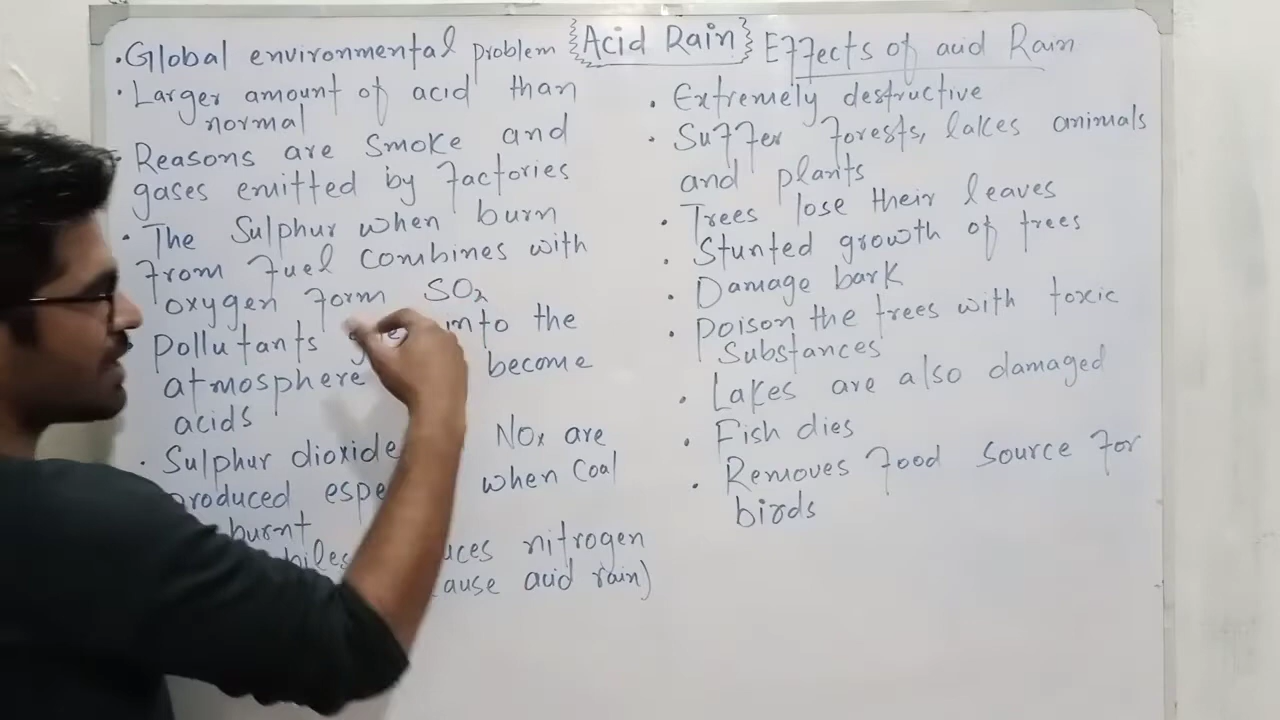 {Acid Rain}
• Global environmental problem
• Larger amount of acid than
normal
• Reasons are smoke and
gases emitted by factories
• The Sulphur when burn
from fuel combines with
oxygen form SO2
Pollutants into the
atmosphere become
acids
• Sulphur dioxide NOx are
produced when coal
burnt
nitrogen
acid rain)
Effects of acid Rain
• Extremely destructive
• Suffer forests, lakes animals
and plants
• Trees lose their leaves
• Stunted growth of trees
• Damage bark
• poison the trees with toxic
Substances
• Lakes are also damaged
• Fish dies
• Removes food source for
birds